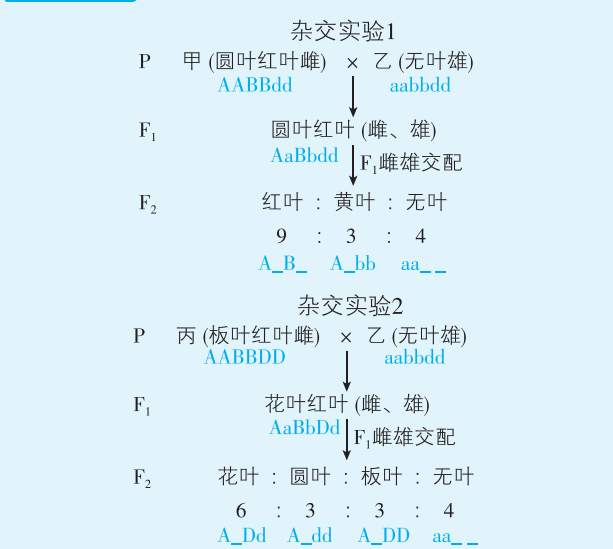 杂交实验1
P 甲 (圆叶红叶雌) × 乙 (无叶雄)
AABBdd aabbdd
F₁ 圆叶红叶 (雌、雄)
AaBbdd F₁雌雄交配
F₂ 红叶 : 黄叶 : 无叶
9 : 3 : 4
A_B_ A_bb aa_ _
杂交实验2
P 丙 (板叶红叶雌) × 乙 (无叶雄)
AABBDD aabbdd
F₁ 花叶红叶 (雌、雄)
AaBbDd F₁雌雄交配
F₂ 花叶 : 圆叶 : 板叶 : 无叶
6 : 3 : 3 : 4
A_Dd A_dd A_DD aa_ _